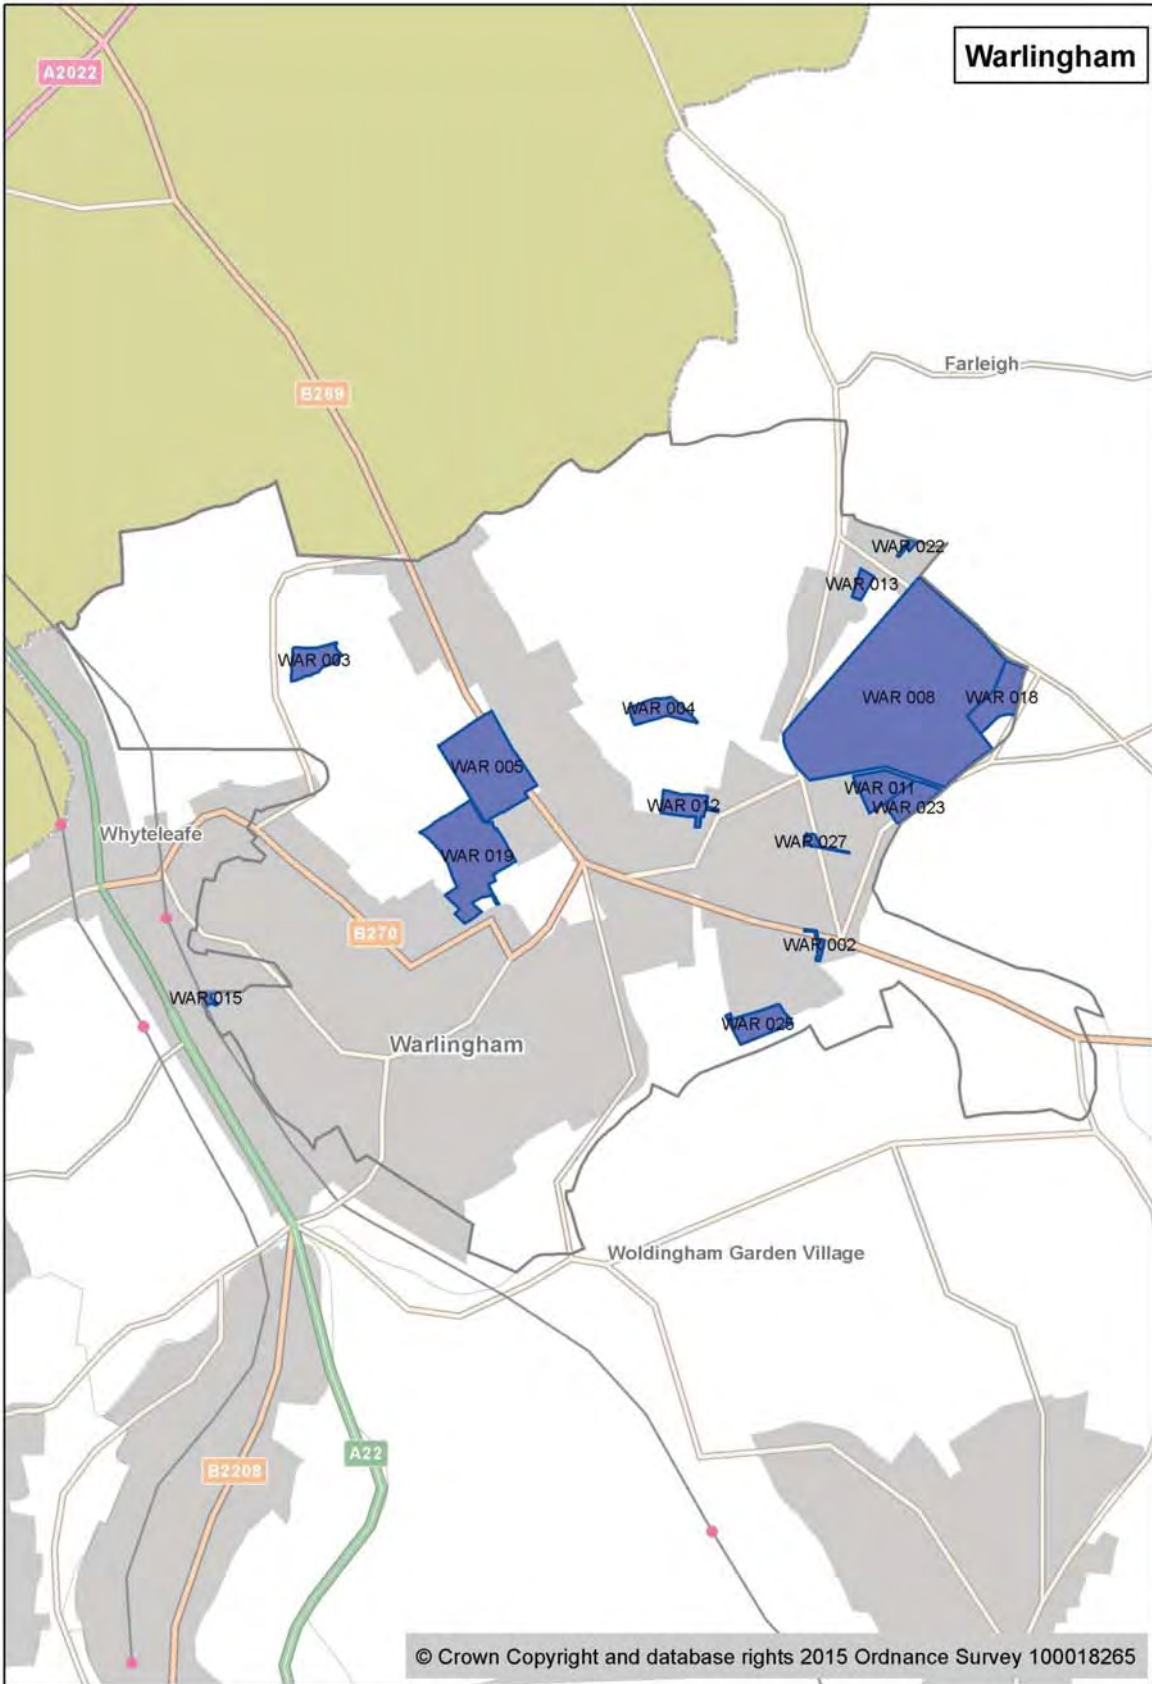 Warlingham
A2022
Farleigh
B269
WAR 022
WAR 013
WAR 003
WAR 008
WAR 018
WAR 004
WAR 005
WAR 011
WAR 012
WAR 023
Whyteleafe
WAR 027
WAR 019
B270
WAR 002
WAR 015
WAR 025
Warlingham
Woldingham Garden Village
A22
B2208
© Crown Copyright and database rights 2015 Ordnance Survey 100018265